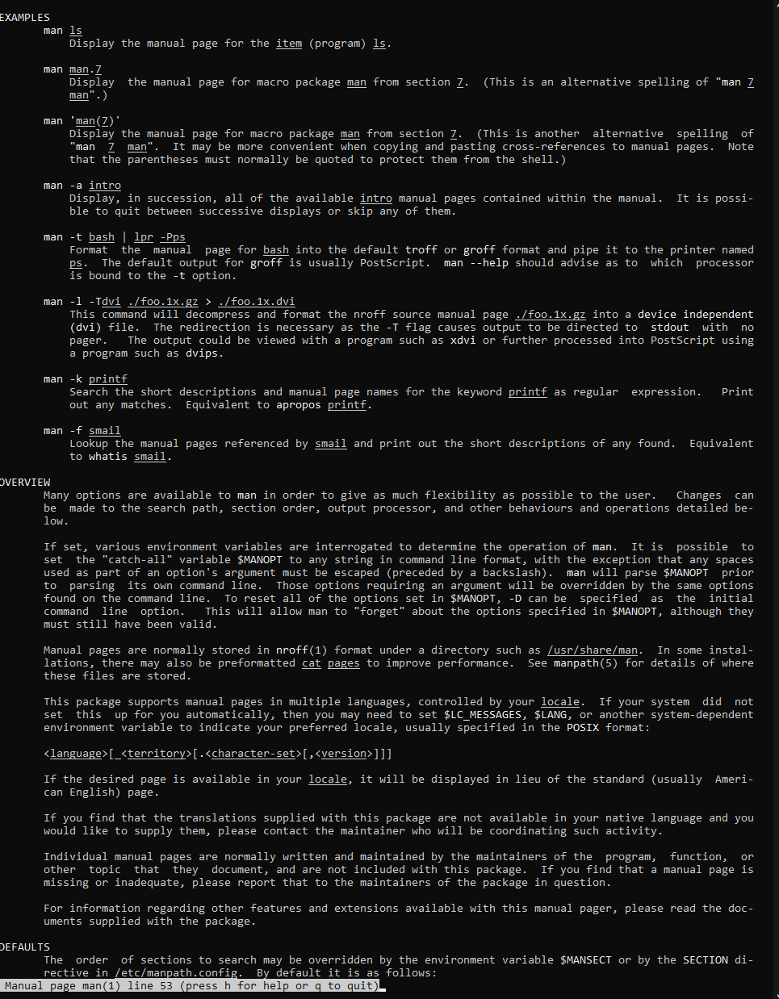 EXAMPLES
man ls
Display the manual page for the item (program) ls.
man man.7
Display  the manual page for macro package man from section 7.  (This is an alternative spelling of "man 7
man".)
man 'man(7)'
Display the manual page for macro package man from section 7.  (This is another  alternative  spelling  of
"man  7  man".  It may be more convenient when copying and pasting cross-references to manual pages.  Note
that the parentheses must normally be quoted to protect them from the shell.)
man -a intro
Display, in succession, all of the available intro manual pages contained within the manual.  It is possi-
ble to quit between successive displays or skip any of them.
man -t bash | lpr -Pps
Format  the  manual  page for bash into the default troff or groff format and pipe it to the printer named
ps.  The default output for groff is usually PostScript.  man --help should advise as to  which  processor
is bound to the -t option.
man -l -Tdvi ./foo.1x.gz > ./foo.1x.dvi
This command will decompress and format the nroff source manual page ./foo.1x.gz into a device independent
(dvi) file.  The redirection is necessary as the -T flag causes output to be directed to  stdout  with  no
pager.   The output could be viewed with a program such as xdvi or further processed into PostScript using
a program such as dvips.
man -k printf
Search the short descriptions and manual page names for the keyword printf as regular  expression.   Print
out any matches.  Equivalent to apropos printf.
man -f smail
Lookup the manual pages referenced by smail and print out the short descriptions of any found.  Equivalent
to whatis smail.
OVERVIEW
Many options are available to man in order to give as much flexibility as possible to the user.   Changes  can
be  made to the search path, section order, output processor, and other behaviours and operations detailed be-
low.
If set, various environment variables are interrogated to determine the operation of man.  It is  possible  to
set  the "catch-all" variable $MANOPT to any string in command line format, with the exception that any spaces
used as part of an option's argument must be escaped (preceded by a backslash).  man will parse $MANOPT  prior
to  parsing  its own command line.  Those options requiring an argument will be overridden by the same options
found on the command line.  To reset all of the options set in $MANOPT, -D can be  specified  as  the  initial
command  line  option.   This will allow man to "forget" about the options specified in $MANOPT, although they
must still have been valid.
Manual pages are normally stored in nroff(1) format under a directory such as /usr/share/man.  In some instal-
lations, there may also be preformatted cat pages to improve performance.  See manpath(5) for details of where
these files are stored.
This package supports manual pages in multiple languages, controlled by your locale.  If your system  did  not
set  this  up for you automatically, then you may need to set $LC_MESSAGES, $LANG, or another system-dependent
environment variable to indicate your preferred locale, usually specified in the POSIX format:
<language>[_<territory>[.<character-set>[,<version>]]]
If the desired page is available in your locale, it will be displayed in lieu of the standard (usually  Ameri-
can English) page.
If you find that the translations supplied with this package are not available in your native language and you
would like to supply them, please contact the maintainer who will be coordinating such activity.
Individual manual pages are normally written and maintained by the maintainers of the  program,  function,  or
other  topic  that  they  document, and are not included with this package.  If you find that a manual page is
missing or inadequate, please report that to the maintainers of the package in question.
For information regarding other features and extensions available with this manual pager, please read the doc-
uments supplied with the package.
DEFAULTS
The  order  of sections to search may be overridden by the environment variable $MANSECT or by the SECTION di-
rective in /etc/manpath.config.  By default it is as follows:
Manual page man(1) line 53 (press h for help or q to quit)